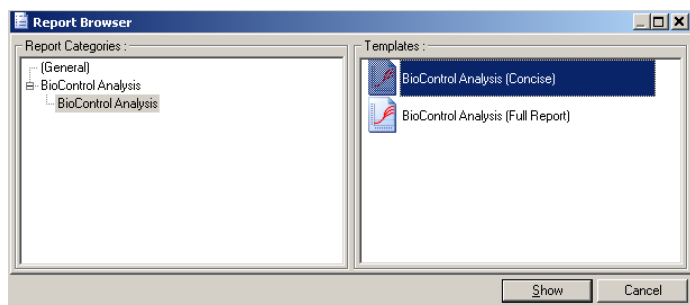 Report Browser
Report Categories :
(General)
BioControl Analysis
BioControl Analysis
Templates :
BioControl Analysis (Concise)
BioControl Analysis (Full Report)
Show
Cancel